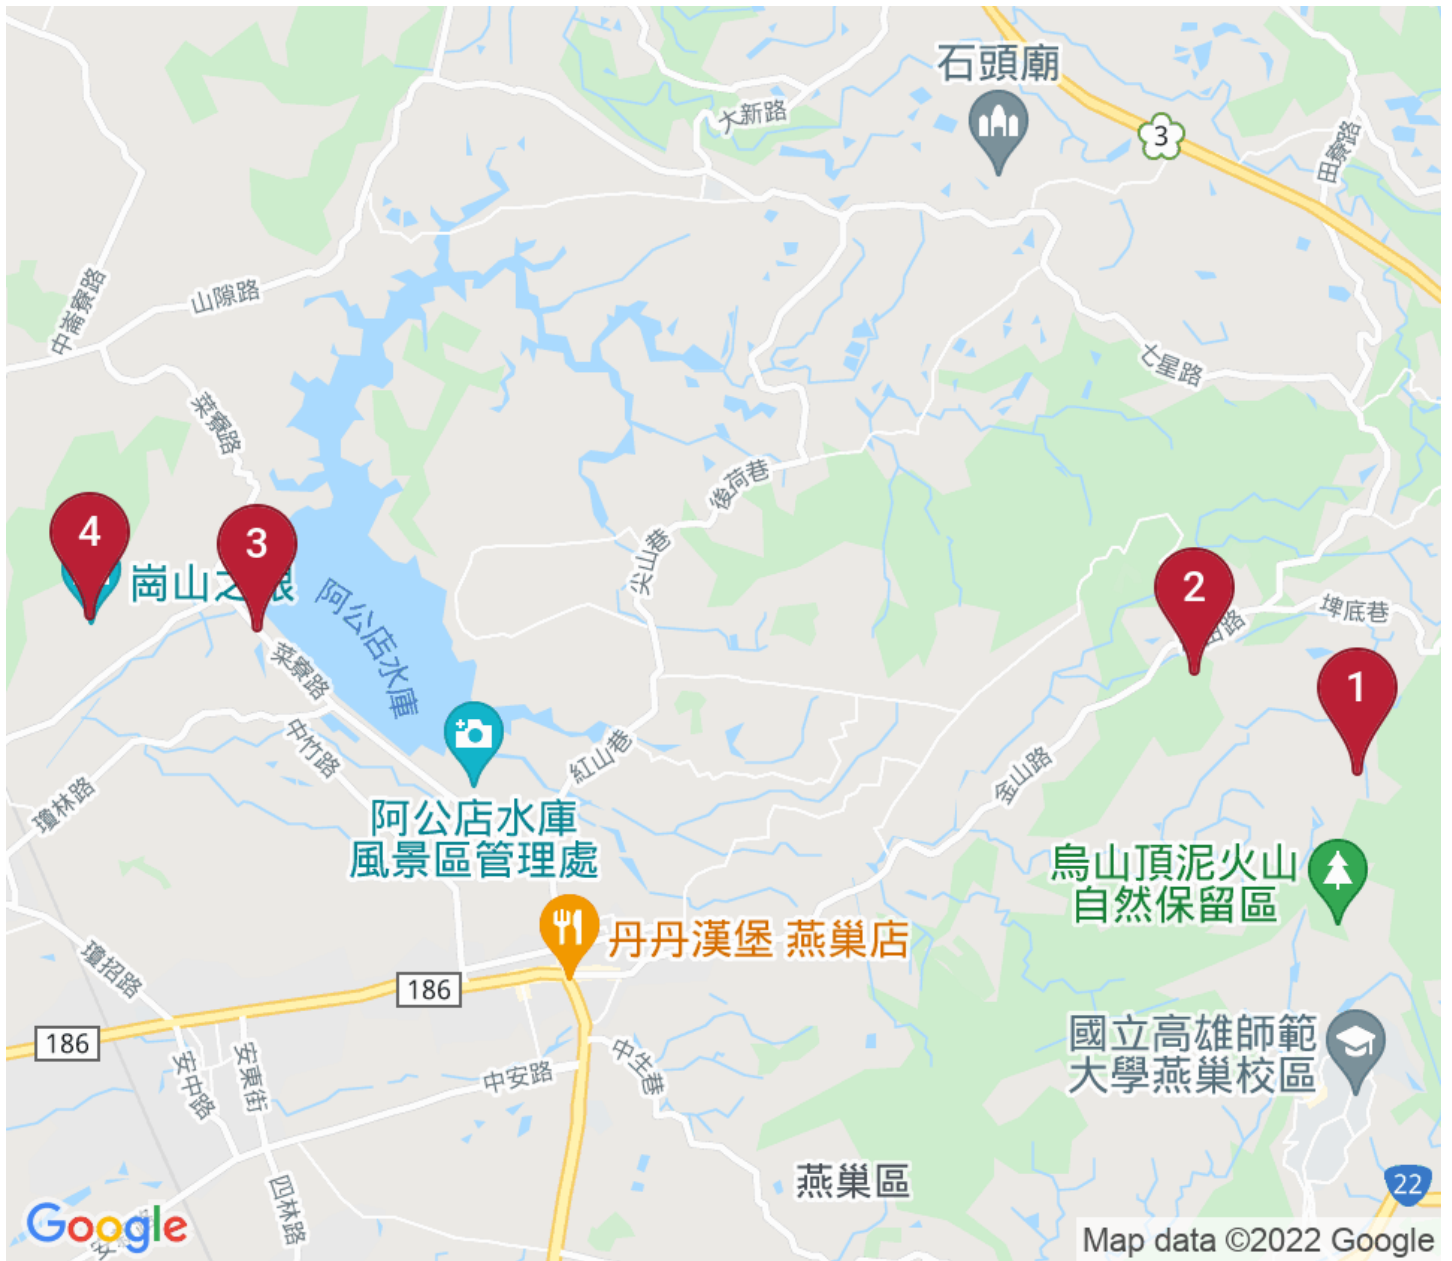 石頭廟
大新路
3
田寮路
山隙路
中崙寮路
七星路
菜寮路
後荷巷
4
3
崗山之眼
尖山巷
2
阿公店水庫
埤底巷
菜寮路
1
中竹路
紅山巷
金山路
瓊林路
阿公店水庫
風景區管理處
烏山頂泥火山
自然保留區
丹丹漢堡 燕巢店
瓊招路
186
186
國立高雄師範
大學燕巢校區
安中路
安東街
中安路
中生巷
燕巢區
22
四林路
Google
Map data ©2022 Google